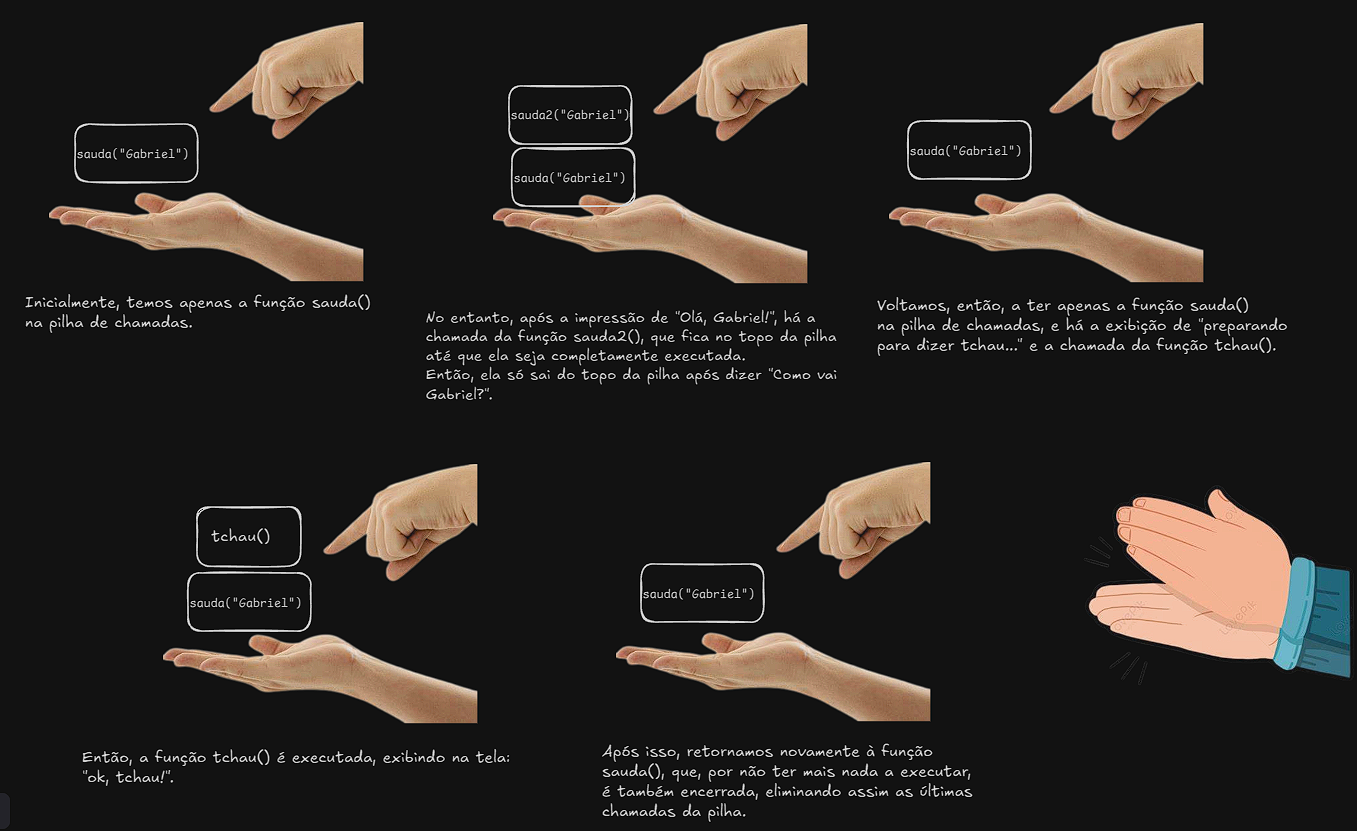 sauda("Gabriel")
Inicialmente, temos apenas a função sauda()
na pilha de chamadas.
sauda2("Gabriel")
sauda("Gabriel")
No entanto, após a impressão de "Olá, Gabriel!", há a
chamada da função sauda2(), que fica no topo da pilha
até que ela seja completamente executada.
Então, ela só sai do topo da pilha após dizer "Como vai
Gabriel?".
sauda("Gabriel")
Voltamos, então, a ter apenas a função sauda()
na pilha de chamadas, e há a exibição de "preparando
para dizer tchau..." e a chamada da função tchau().
tchau()
sauda("Gabriel")
Então, a função tchau() é executada, exibindo na tela:
"ok, tchau!".
sauda("Gabriel")
Após isso, retornamos novamente à função
sauda(), que, por não ter mais nada a executar,
é também encerrada, eliminando assim as últimas
chamadas da pilha.
LovePik